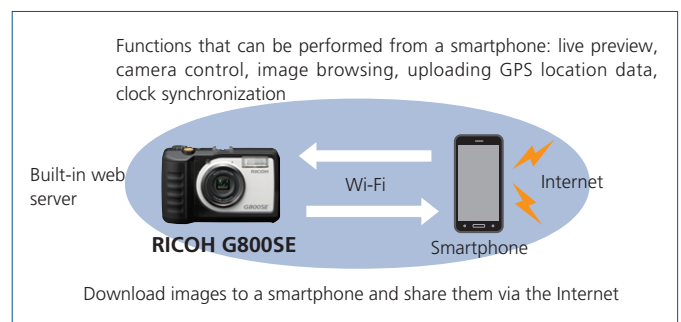 Functions that can be performed from a smartphone: live preview,
camera control, image browsing, uploading GPS location data,
clock synchronization
Built-in web
server
RICOH
G800SE
Wi-Fi
Internet
RICOH G800SE
Smartphone
Download images to a smartphone and share them via the Internet